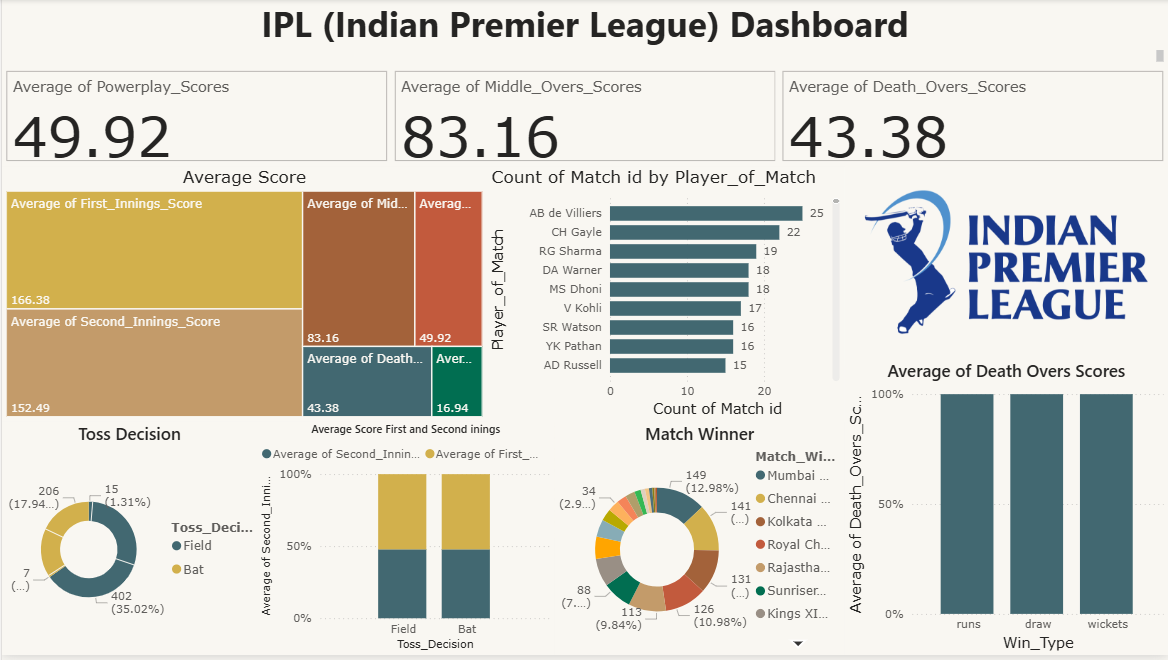 IPL (Indian Premier League) Dashboard
Average of Powerplay_Scores
49.92
Average of Middle_Overs_Scores
83.16
Average of Death_Overs_Scores
43.38
Average Score
Average of First_Innings_Score
166.38
Average of Second_Innings_Score
152.49
Average of Mid...
83.16
Averag...
49.92
Average of Death...
43.38
Aver...
16.94
Count of Match id by Player_of_Match
Player_of_Match
AB de Villiers 25
CH Gayle 22
RG Sharma 19
DA Warner 18
MS Dhoni 18
V Kohli 17
SR Watson 16
YK Pathan 16
AD Russell 15
0 10 20
Count of Match id
INDIAN
PREMIER
LEAGUE
Toss Decision
206
(17.94...)
15
(1.31%)
7
(...)
402
(35.02%)
Toss_Deci...
Field
Bat
Average Score First and Second inings
Average of Second_Innin...
Average of First_...
Average of Second_Inni...
100%
50%
0%
Field Bat
Toss_Decision
Match Winner
34
(2.9...)
149
(12.98%)
141
(...)
131
(...)
126
(10.98%)
113
(9.84%)
88
(7....)
Match_Wi...
Mumbai ...
Chennai ...
Kolkata ...
Royal Ch...
Rajastha...
Sunriser...
Kings XI...
Average of Death Overs Scores
Average of Death_Overs_Sc...
100%
50%
0%
runs draw wickets
Win_Type